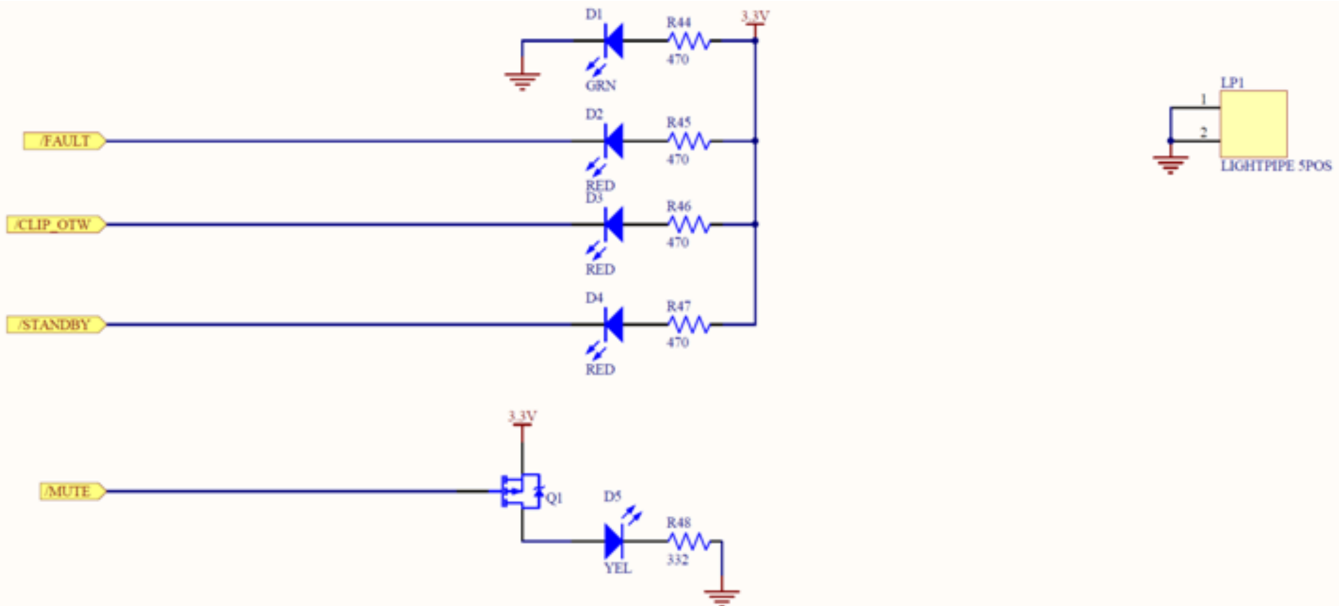 D1
R44
3.3V
470
GRN
LP1
1
2
LIGHTPIPE 5POS
/FAULT
D2
R45
470
RED
/CLIP_OTW
D3
R46
470
RED
/STANDBY
D4
R47
470
RED
3.3V
/MUTE
Q1
D5
R48
332
YEL